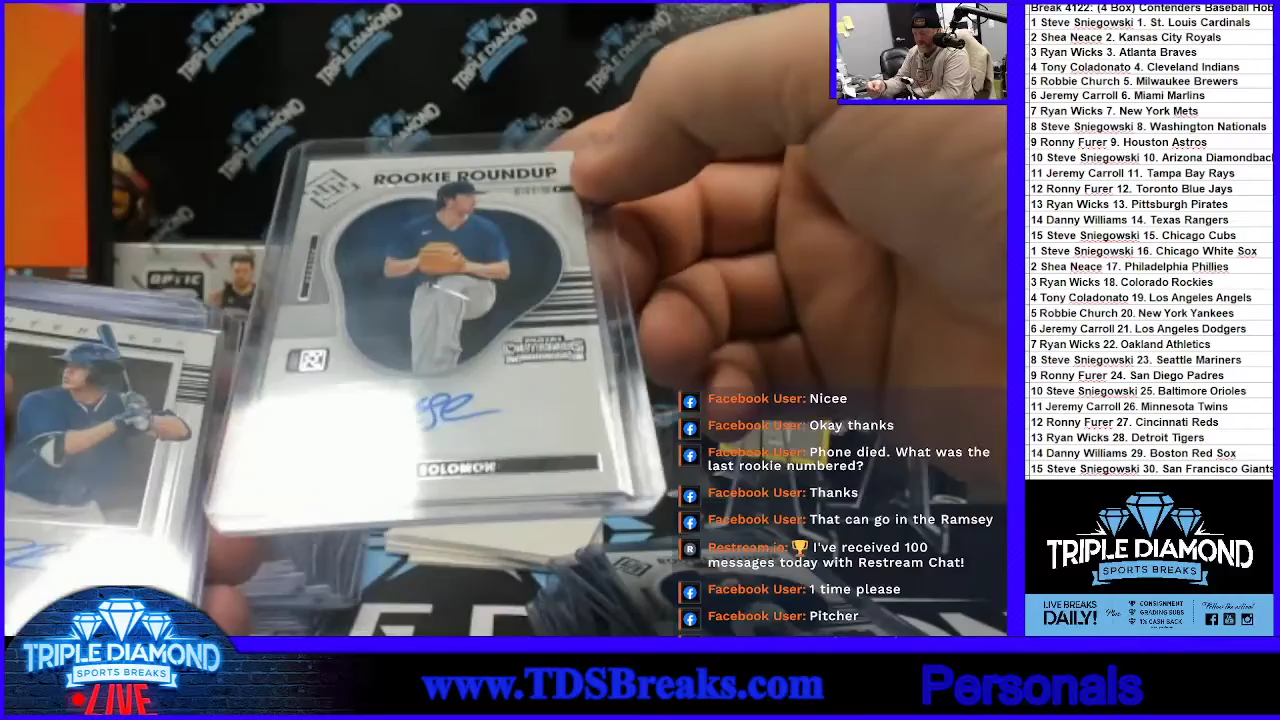 ROOKIE ROUNDUP
CONTENDERS
SOLOMON
OPTIC
TRIPLE DIAMOND
SPORTS BREAKS
Facebook User: Nicee
Facebook User: Okay thanks
Facebook User: Phone died. What was the
last rookie numbered?
Facebook User: Thanks
Facebook User: That can go in the Ramsey
Restream.io: 🏆 I've received 100
messages today with Restream Chat!
Facebook User: 1 time please
Facebook User: Pitcher
Break 4122: (4 Box) Contenders Baseball Hob
1 Steve Sniegowski 1. St. Louis Cardinals
2 Shea Neace 2. Kansas City Royals
3 Ryan Wicks 3. Atlanta Braves
4 Tony Coladonato 4. Cleveland Indians
5 Robbie Church 5. Milwaukee Brewers
6 Jeremy Carroll 6. Miami Marlins
7 Ryan Wicks 7. New York Mets
8 Steve Sniegowski 8. Washington Nationals
9 Ronny Furer 9. Houston Astros
10 Steve Sniegowski 10. Arizona Diamondbac
11 Jeremy Carroll 11. Tampa Bay Rays
12 Ronny Furer 12. Toronto Blue Jays
13 Ryan Wicks 13. Pittsburgh Pirates
14 Danny Williams 14. Texas Rangers
15 Steve Sniegowski 15. Chicago Cubs
1 Steve Sniegowski 16. Chicago White Sox
2 Shea Neace 17. Philadelphia Phillies
3 Ryan Wicks 18. Colorado Rockies
4 Tony Coladonato 19. Los Angeles Angels
5 Robbie Church 20. New York Yankees
6 Jeremy Carroll 21. Los Angeles Dodgers
7 Ryan Wicks 22. Oakland Athletics
8 Steve Sniegowski 23. Seattle Mariners
9 Ronny Furer 24. San Diego Padres
10 Steve Sniegowski 25. Baltimore Orioles
11 Jeremy Carroll 26. Minnesota Twins
12 Ronny Furer 27. Cincinnati Reds
13 Ryan Wicks 28. Detroit Tigers
14 Danny Williams 29. Boston Red Sox
15 Steve Sniegowski 30. San Francisco Giants
TRIPLE DIAMOND
SPORTS BREAKS
LIVE BREAKS
DAILY!
Plus
CONSIGNMENT
GRADING SUBS
1% CASH BACK
Follow the action!
TRIPLE DIAMOND
SPORTS BREAKS
LIVE
www.TDSBreaks.com
Personals